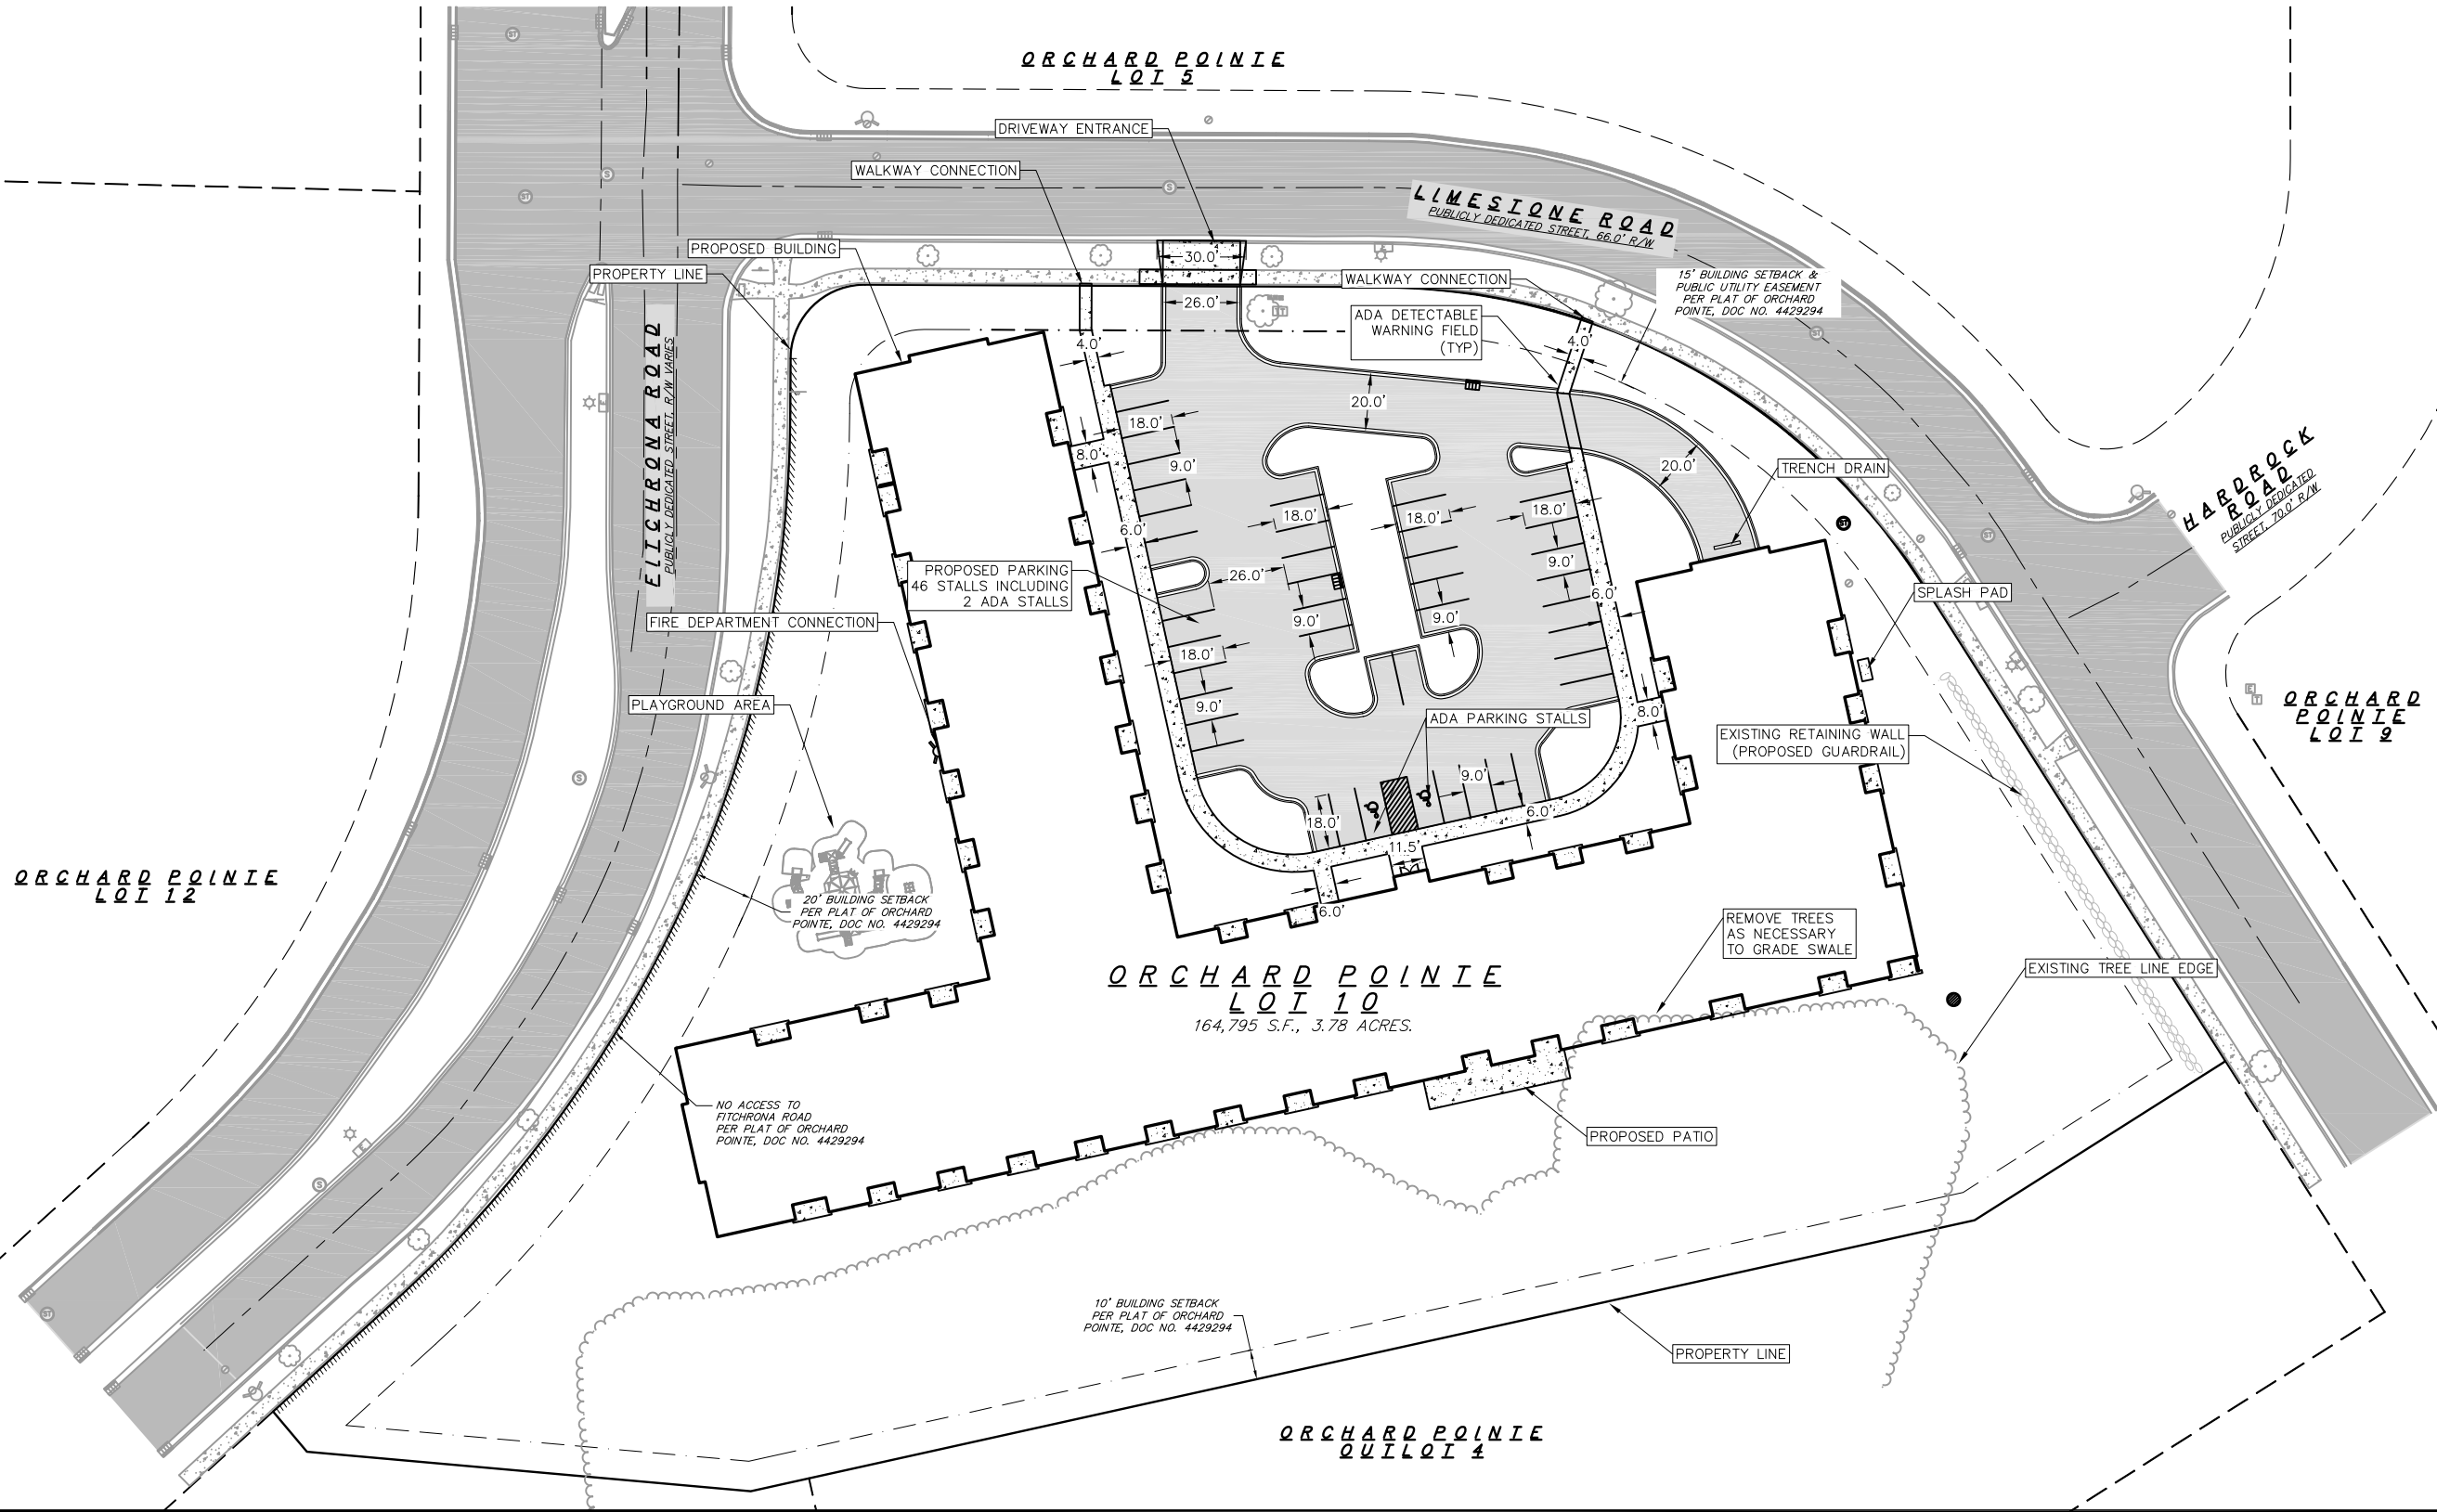 ORCHARD POINTE
LOT 5
DRIVEWAY ENTRANCE
WALKWAY CONNECTION
LIMESTONE ROAD
PUBLICLY DEDICATED STREET, 66.0' R/W
PROPOSED BUILDING
PROPERTY LINE
30.0'
26.0'
WALKWAY CONNECTION
15' BUILDING SETBACK &
PUBLIC UTILITY EASEMENT
PER PLAT OF ORCHARD
POINTE, DOC NO. 4429294
ADA DETECTABLE
WARNING FIELD
(TYP)
4.0'
4.0'
FITCHRONA ROAD
PUBLICLY DEDICATED STREET, R/W VARIES
20.0'
18.0'
8.0'
9.0'
20.0'
TRENCH DRAIN
HARDROCK
ROAD
PUBLICLY DEDICATED
STREET, 70.0' R/W
18.0'
18.0'
18.0'
6.0'
9.0'
PROPOSED PARKING
46 STALLS INCLUDING
2 ADA STALLS
26.0'
6.0'
SPLASH PAD
9.0'
9.0'
FIRE DEPARTMENT CONNECTION
18.0'
PLAYGROUND AREA
9.0'
ADA PARKING STALLS
8.0'
ORCHARD
POINTE
LOT 9
EXISTING RETAINING WALL
(PROPOSED GUARDRAIL)
9.0'
6.0'
18.0'
11.5'
6.0'
ORCHARD POINTE
LOT 12
20' BUILDING SETBACK
PER PLAT OF ORCHARD
POINTE, DOC NO. 4429294
REMOVE TREES
AS NECESSARY
TO GRADE SWALE
EXISTING TREE LINE EDGE
ORCHARD POINTE
LOT 10
164,795 S.F., 3.78 ACRES.
NO ACCESS TO
FITCHRONA ROAD
PER PLAT OF ORCHARD
POINTE, DOC NO. 4429294
PROPOSED PATIO
10' BUILDING SETBACK
PER PLAT OF ORCHARD
POINTE, DOC NO. 4429294
PROPERTY LINE
ORCHARD POINTE
OUTLOT 4